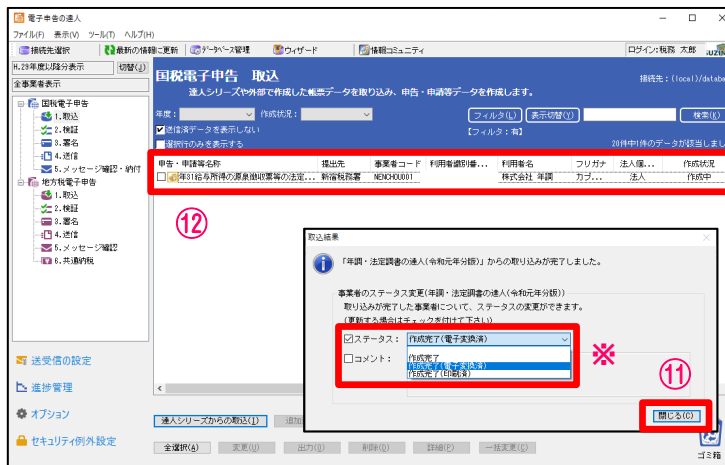 電子申告の達人
ファイル(F) 表示(V) ツール(T) ヘルプ(H)
接続先選択 最新の情報に更新 データベース管理 ウィザード 情報コミュニティ ログイン:税務 太郎
H.29年度以降分表示 切替(J)
全事業者表示
国税電子申告
1.取込
2.検証
3.署名
4.送信
5.メッセージ確認・納付
地方税電子申告
1.取込
2.検証
3.署名
4.送信
5.メッセージ確認
6.共通納税
送受信の設定
進捗管理
オプション
セキュリティ例外設定
国税電子申告 取込
接続先:(local)/databa
達人シリーズや外部で作成した帳票データを取り込み、申告・申請等データを作成します。
年度: 作成状況: フィルタ(L) 表示切替(Y) 検索(K)
送信済データを表示しない 【フィルタ:有】
選択行のみを表示する 20件中1件のデータが該当しまし
申告・申請等名称 提出先 事業者コード 利用者識別番... 利用者名 フリガナ 法人個... 作成状況
年31給与所得の源泉徴収票等の法定... 新宿税務署 NENCHOU001 株式会社 年調 カブ... 法人 作成中
⑫
取込結果
「年調・法定調書の達人(令和元年分版)」からの取り込みが完了しました。
事業者のステータス変更(年調・法定調書の達人(令和元年分版))
取り込みが完了した事業者について、ステータスの変更ができます。
(更新する場合はチェックを付けて下さい)
ステータス: 作成完了(電子変換済)
コメント: 作成完了
作成完了(電子変換済)
作成完了(印刷済)
※
⑪
閉じる(C)
達人シリーズからの取込(I) 追加
全選択(A) 変更(U) 出力(O) 削除(D) 詳細(P) 一括変更(C)
ゴミ箱